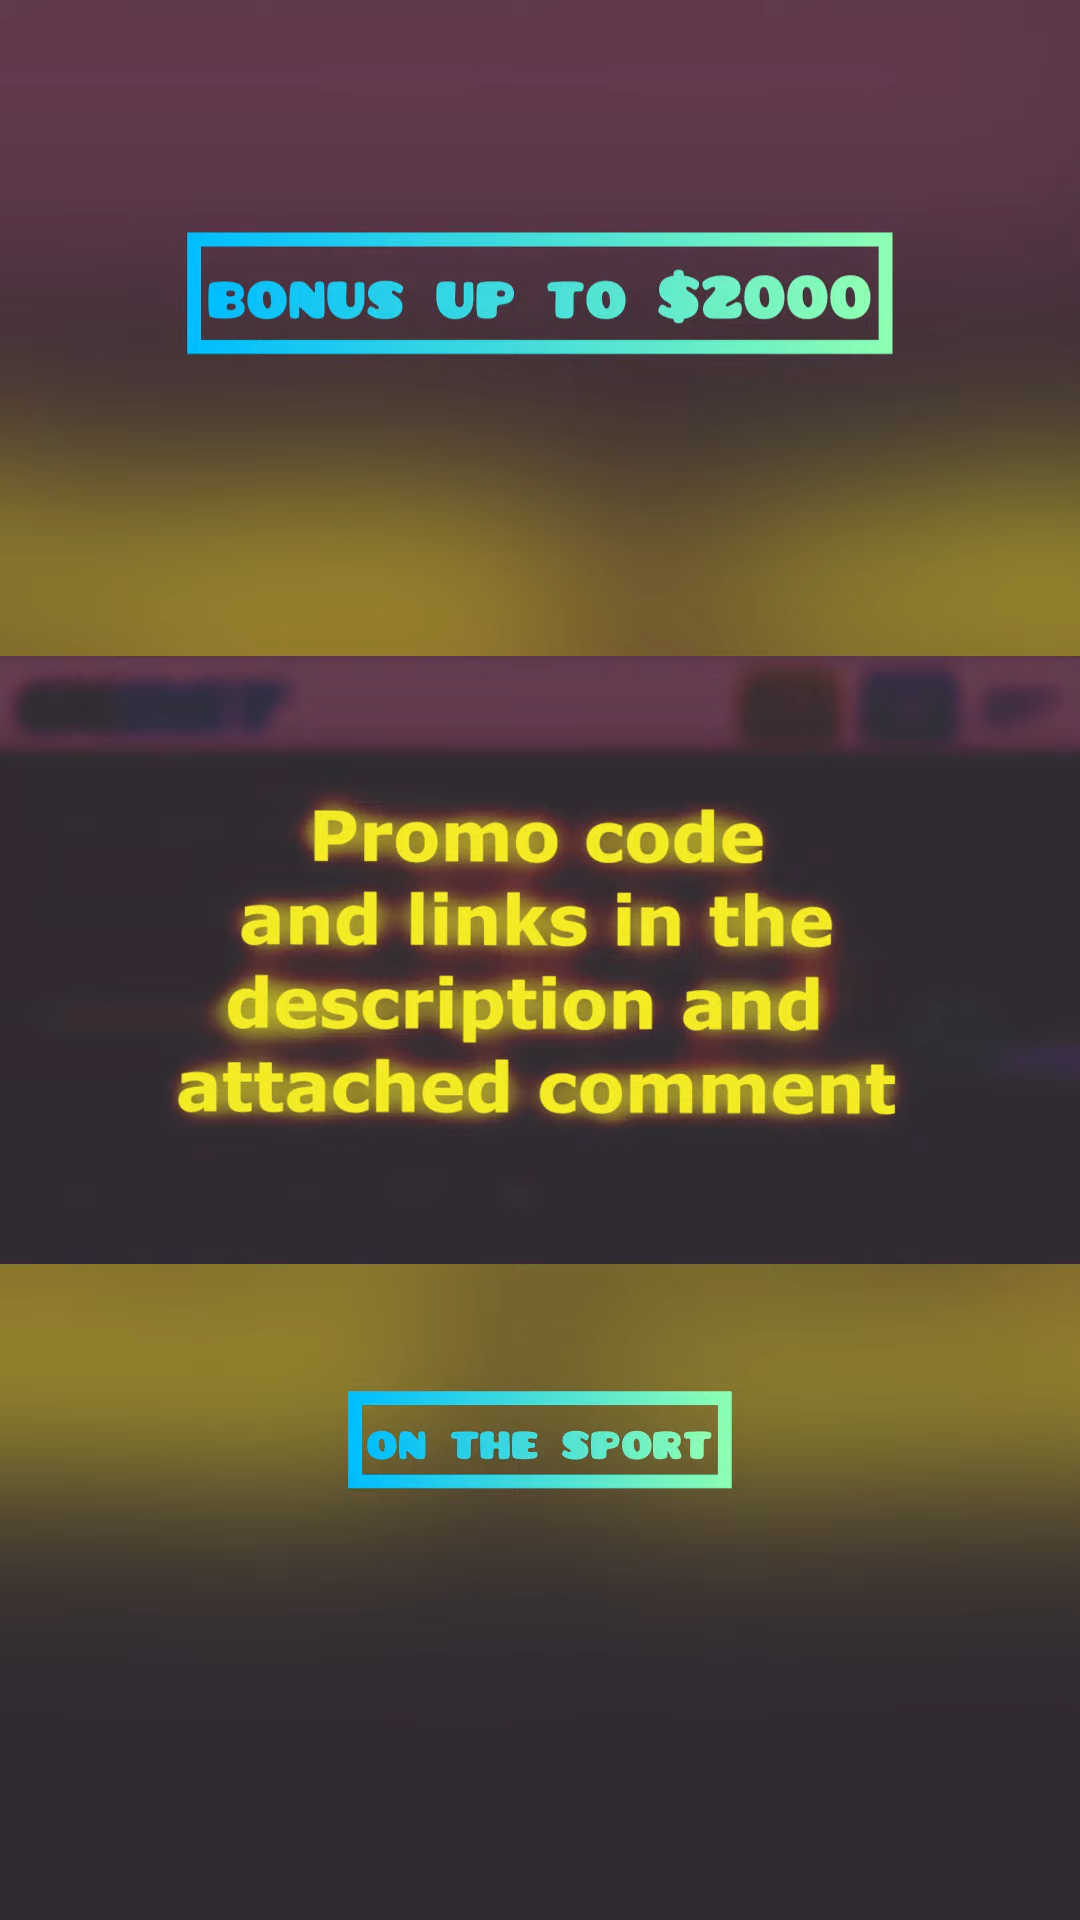 BONUS UP TO $2000
Promo code
and links in the
description and
attached comment
ON THE SPORT